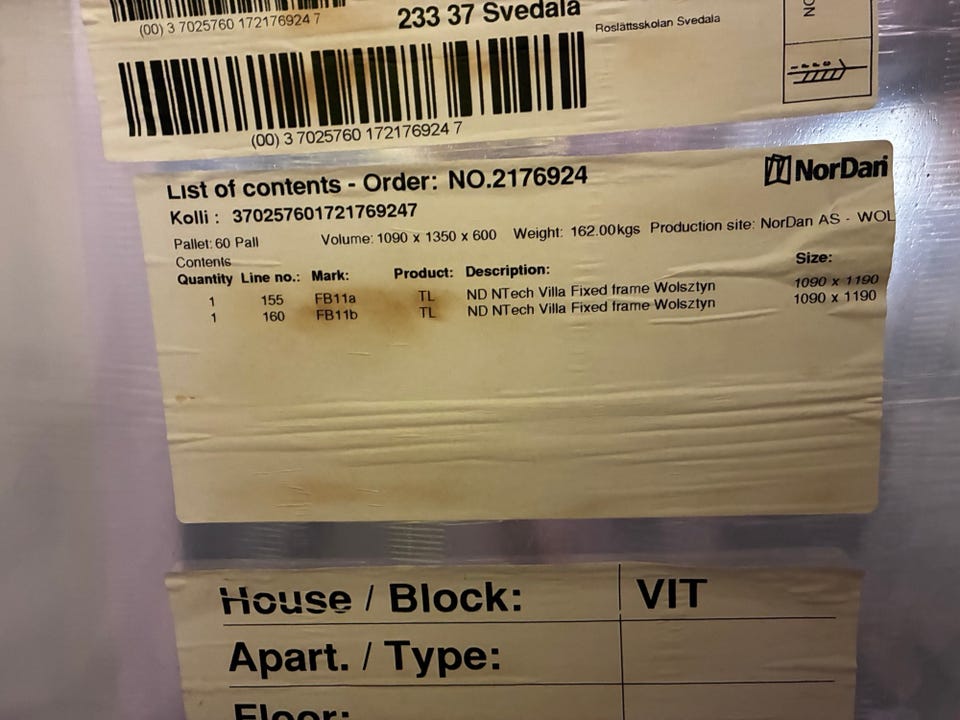 (00) 3 7025760 172176924 7
233 37 Svedala
Roslättsskolan Svedala
NO
(00) 3 7025760 172176924 7
List of contents - Order: NO.2176924
NorDan
Kolli : 370257601721769247
Pallet: 60 Pall Volume: 1090 x 1350 x 600 Weight: 162.00kgs Production site: NorDan AS - WOL
Contents
Quantity Line no.: Mark: Product: Description: Size:
1 155 FB11a TL ND NTech Villa Fixed frame Wolsztyn 1090 x 1190
1 160 FB11b TL ND NTech Villa Fixed frame Wolsztyn 1090 x 1190
House / Block: VIT
Apart. / Type:
Floor: